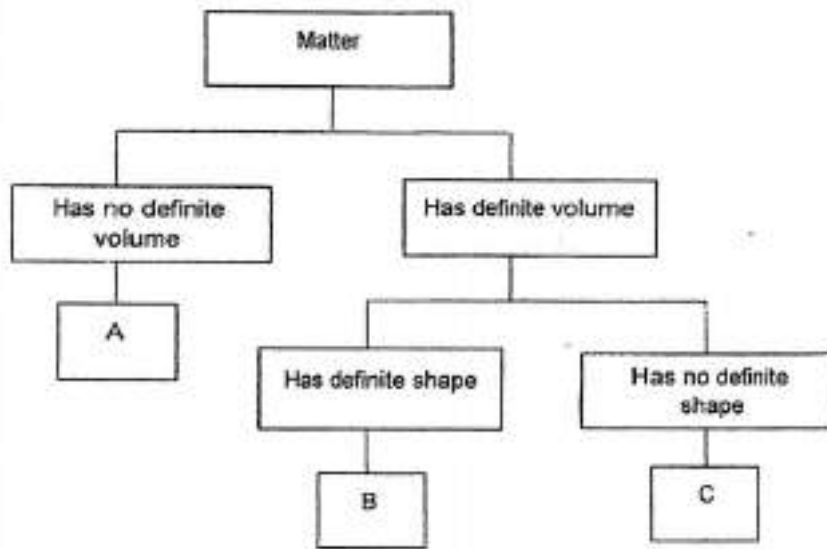 Matter
Has no definite
volume
Has definite volume
A
Has definite shape
Has no definite
shape
B
C